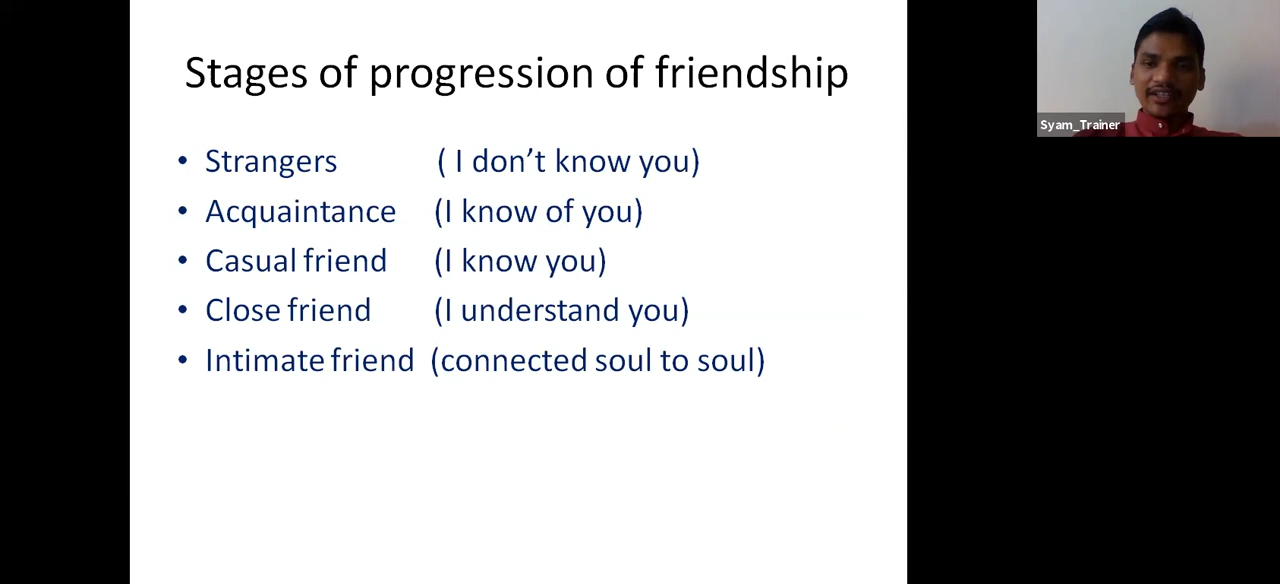 Stages of progression of friendship
Syam_Trainer
• Strangers ( I don’t know you)
• Acquaintance (I know of you)
• Casual friend (I know you)
• Close friend (I understand you)
• Intimate friend (connected soul to soul)